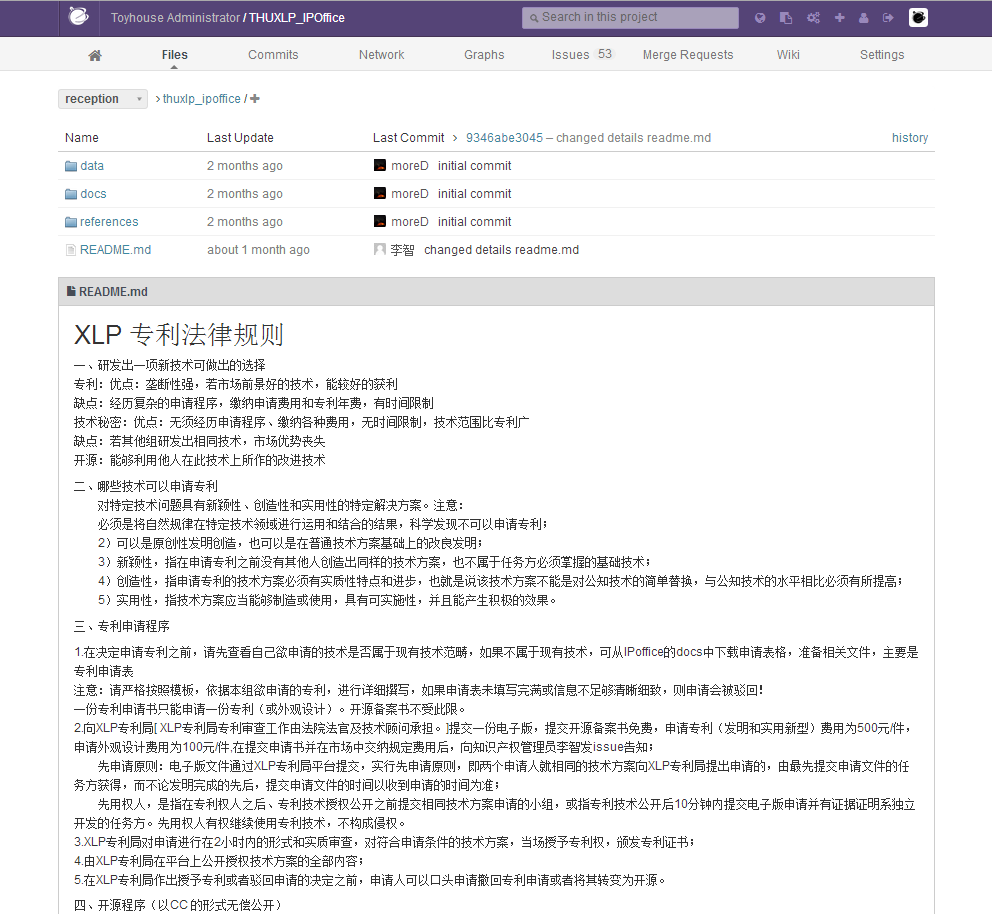 Toyhouse Administrator / THUXLP_IPOffice
Search in this project
Files Commits Network Graphs Issues 53 Merge Requests Wiki Settings
reception thuxlp_ipoffice /
Name Last Update Last Commit 9346abe3045 – changed details readme.md history
data 2 months ago moreD initial commit
docs 2 months ago moreD initial commit
references 2 months ago moreD initial commit
README.md about 1 month ago 李智 changed details readme.md
README.md
XLP 专利法律规则
一、研发出一项新技术可做出的选择
专利：优点：垄断性强，若市场前景好的技术，能较好的获利
缺点：经历复杂的申请程序，缴纳申请费用和专利年费，有时间限制
技术秘密：优点：无须经历申请程序、缴纳各种费用，无时间限制，技术范围比专利广
缺点：若其他组研发出相同技术，市场优势丧失
开源：能够利用他人在此技术上所作的改进技术
二、哪些技术可以申请专利
对特定技术问题具有新颖性、创造性和实用性的特定解决方案。注意：
必须是将自然规律在特定技术领域进行运用和结合的结果，科学发现不可以申请专利；
2）可以是原创性发明创造，也可以是在普通技术方案基础上的改良发明；
3）新颖性，指在申请专利之前没有其他人创造出同样的技术方案，也不属于任务方必须掌握的基础技术；
4）创造性，指申请专利的技术方案必须有实质性特点和进步，也就是说该技术方案不能是对公知技术的简单替换，与公知技术的水平相比必须有所提高；
5）实用性，指技术方案应当能够制造或使用，具有可实施性，并且能产生积极的效果。
三、专利申请程序
1.在决定申请专利之前，请先查看自己欲申请的技术是否属于现有技术范畴，如果不属于现有技术，可从IPoffice的docs中下载申请表格，准备相关文件，主要是
专利申请表
注意：请严格按照模板，依据本组欲申请的专利，进行详细撰写，如果申请表未填写完满或信息不足够清晰细致，则申请会被驳回！
一份专利申请书只能申请一份专利（或外观设计）。开源备案书不受此限。
2.向XLP专利局[ XLP专利局专利审查工作由法院法官及技术顾问承担。]提交一份电子版，提交开源备案书免费，申请专利（发明和实用新型）费用为500元/件，
申请外观设计费用为100元/件.在提交申请书并在市场中交纳规定费用后，向知识产权管理员李智发issue告知；
先申请原则：电子版文件通过XLP专利局平台提交，实行先申请原则，即两个申请人就相同的技术方案向XLP专利局提出申请的，由最先提交申请文件的任
务方获得，而不论发明完成的先后，提交申请文件的时间以收到申请的时间为准；
先用权人，是指在专利权人之后、专利技术授权公开之前提交相同技术方案申请的小组，或指专利技术公开后10分钟内提交电子版申请并有证据证明系独立
开发的任务方。先用权人有权继续使用专利技术，不构成侵权。
3.XLP专利局对申请进行在2小时内的形式和实质审查，对符合申请条件的技术方案，当场授予专利权，颁发专利证书；
4.由XLP专利局在平台上公开授权技术方案的全部内容；
5.在XLP专利局作出授予专利或者驳回申请的决定之前，申请人可以口头申请撤回专利申请或者将其转变为开源。
四、开源程序（以CC 的形式无偿公开）